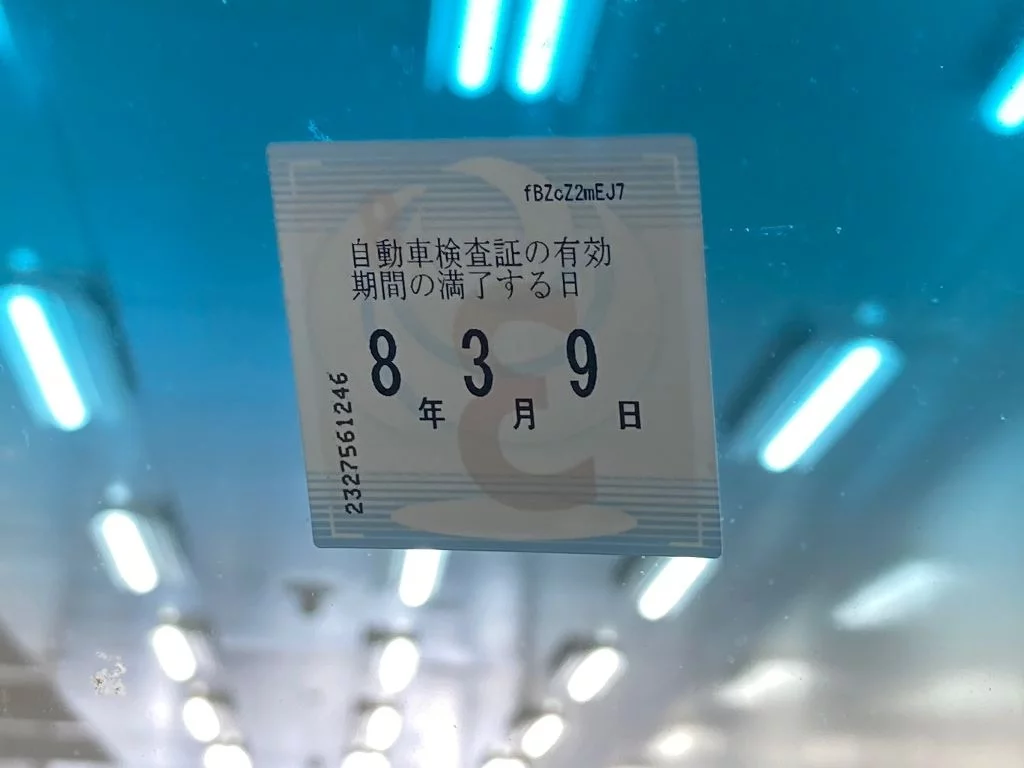 fBZcZ2mEJ7
自動車検査証の有効
期間の満了する日
8年3月9日
2327561246